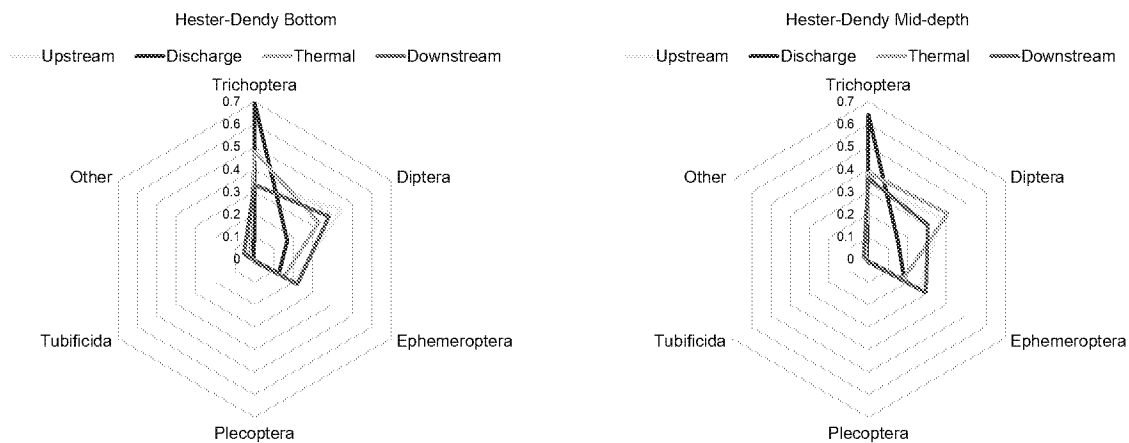 Hester-Dendy Bottom
Upstream Discharge Thermal Downstream
Trichoptera
0.7
0.6
0.5
0.4
0.3
0.2
0.1
0
Other
Diptera
Tubificida
Ephemeroptera
Plecoptera
Hester-Dendy Mid-depth
Upstream Discharge Thermal Downstream
Trichoptera
0.7
0.6
0.5
0.4
0.3
0.2
0.1
0
Other
Diptera
Tubificida
Ephemeroptera
Plecoptera